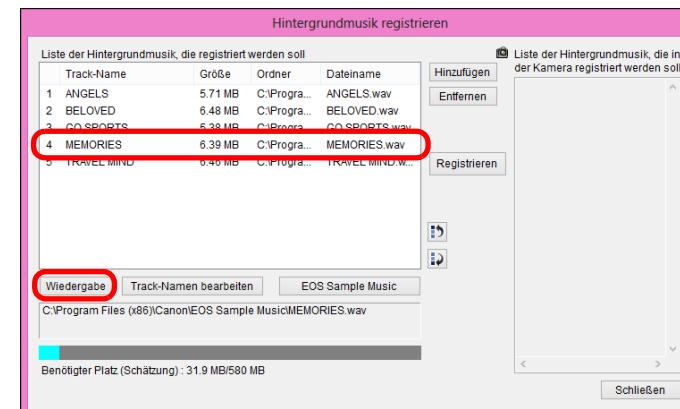 Hintergrundmusik registrieren
Liste der Hintergrundmusik, die registriert werden soll
Track-Name Größe Ordner Dateiname
1 ANGELS 5.71 MB C:\Progra... ANGELS.wav
2 BELOVED 6.48 MB C:\Progra... BELOVED.wav
3 GO SPORTS 5.38 MB C:\Progra... GO SPORTS.wav
4 MEMORIES 6.39 MB C:\Progra... MEMORIES.wav
5 TRAVEL MIND 6.46 MB C:\Progra... TRAVEL MIND.w...
Hinzufügen
Entfernen
Registrieren
Liste der Hintergrundmusik, die in
der Kamera registriert werden soll
Wiedergabe Track-Namen bearbeiten EOS Sample Music
C:\Program Files (x86)\Canon\EOS Sample Music\MEMORIES.wav
Benötigter Platz (Schätzung) : 31.9 MB/580 MB
Schließen